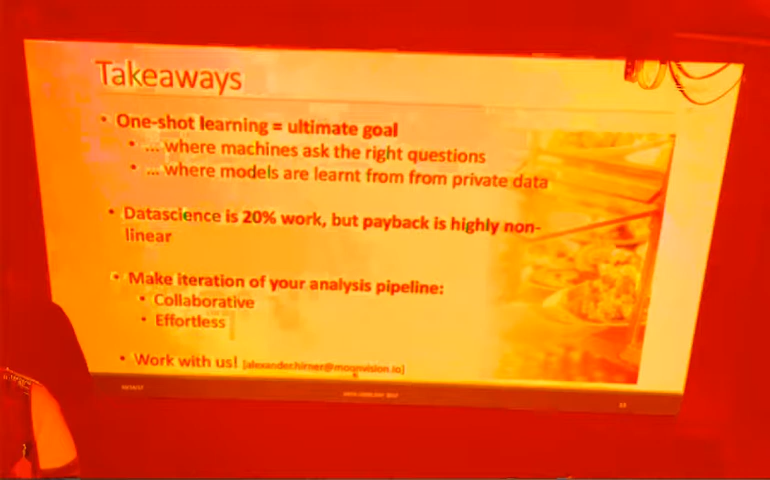 Takeaways
• One-shot learning = ultimate goal
• ... where machines ask the right questions
• ... where models are learnt from from private data
• Datascience is 20% work, but payback is highly non-
linear
• Make iteration of your analysis pipeline:
• Collaborative
• Effortless
• Work with us! [alexander.hirner@moonvision.io]